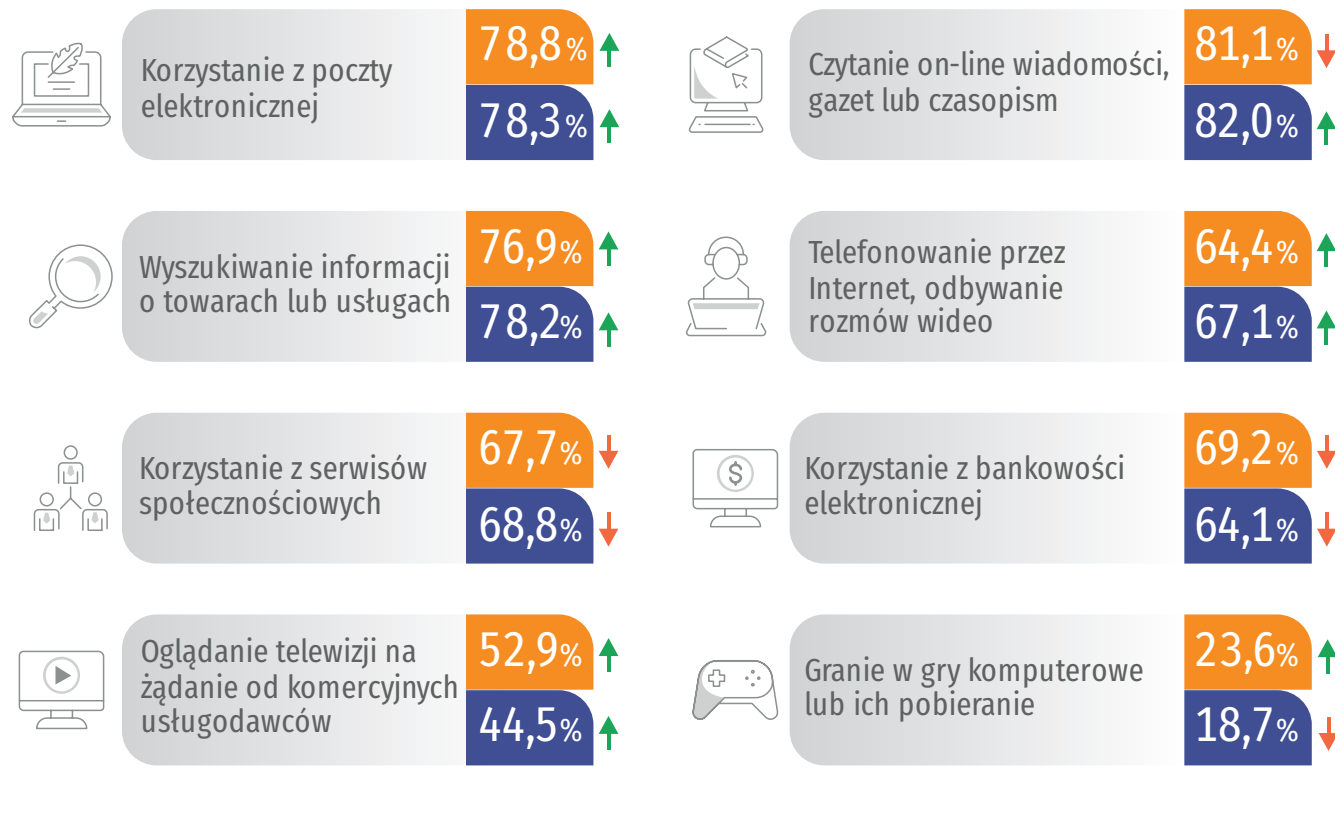 Korzystanie z poczty
elektronicznej
78,8%
78,3%
Czytanie on-line wiadomości,
gazet lub czasopism
81,1%
82,0%
Wyszukiwanie informacji
o towarach lub usługach
76,9%
78,2%
Telefonowanie przez
Internet, odbywanie
rozmów wideo
64,4%
67,1%
Korzystanie z serwisów
społecznościowych
67,7%
68,8%
$
Korzystanie z bankowości
elektronicznej
69,2%
64,1%
Oglądanie telewizji na
żądanie od komercyjnych
usługodawców
52,9%
44,5%
Granie w gry komputerowe
lub ich pobieranie
23,6%
18,7%